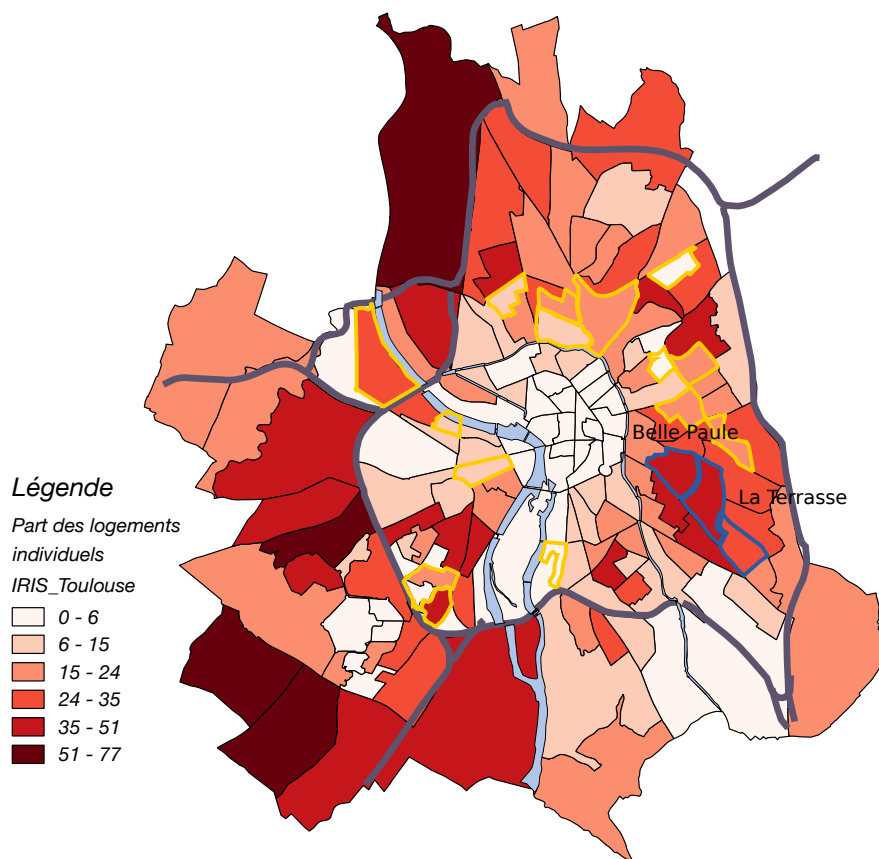 Belle Paule
La Terrasse
Légende
Part des logements
individuels
IRIS_Toulouse
0 - 6
6 - 15
15 - 24
24 - 35
35 - 51
51 - 77